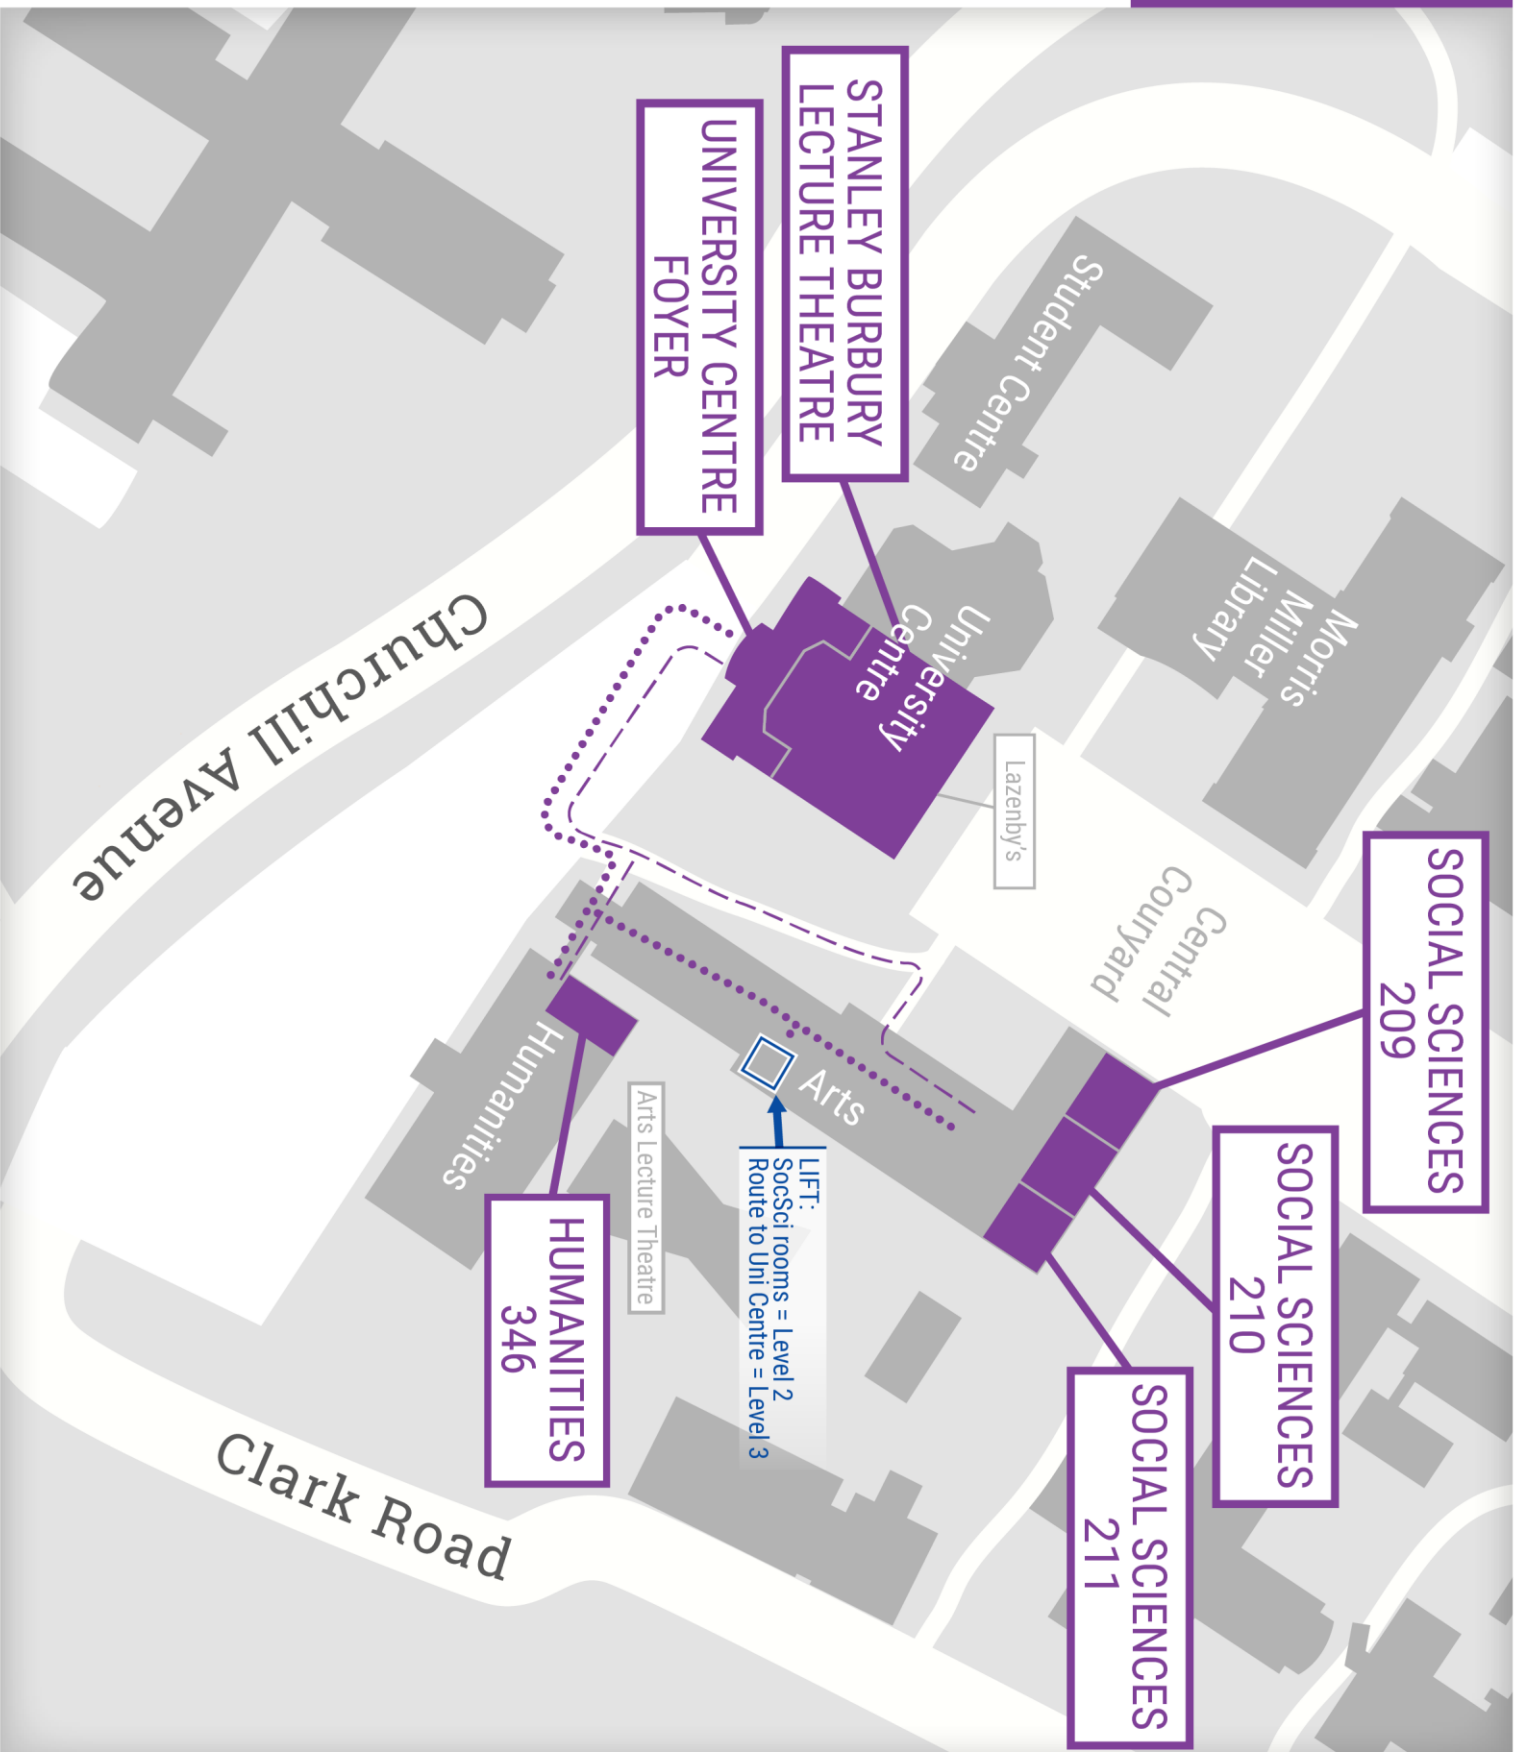 STANLEY BURBURY
LECTURE THEATRE
UNIVERSITY CENTRE
FOYER
Student Centre
Morris
Miller
Library
University
Centre
Lazenby's
Central
Couryard
Churchill Avenue
SOCIAL SCIENCES
209
SOCIAL SCIENCES
210
SOCIAL SCIENCES
211
Arts
LIFT:
SocSci rooms = Level 2
Route to Uni Centre = Level 3
Arts Lecture Theatre
Humanities
HUMANITIES
346
Clark Road